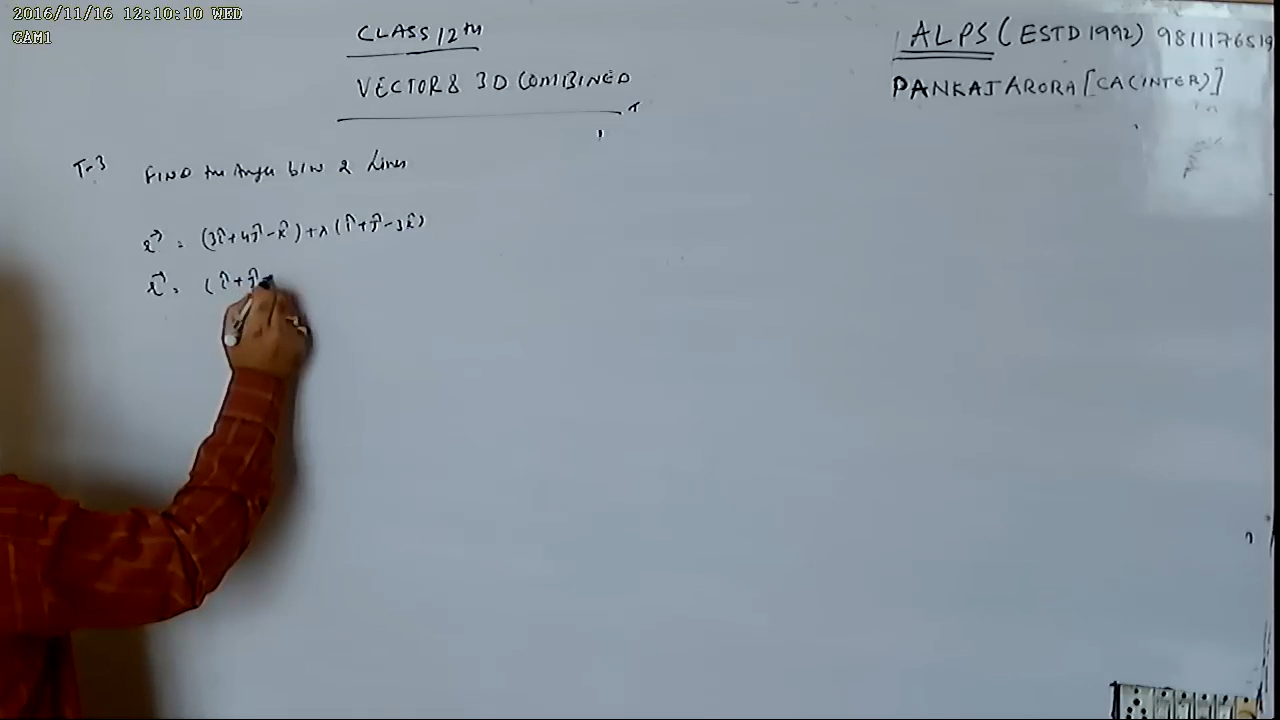 2016/11/16 12:10:10 WED
CAM1
CLASS 12th
VECTOR & 3D COMBINED
ALPS (ESTD 1992) 9811176519
PANKAJ ARORA [CA (INTER)]
T-3 FIND the Angle b/w 2 Lines
r⃗ = (3î+4ĵ-k̂)+λ(î+ĵ-3k̂)
r⃗ = (î+ĵ